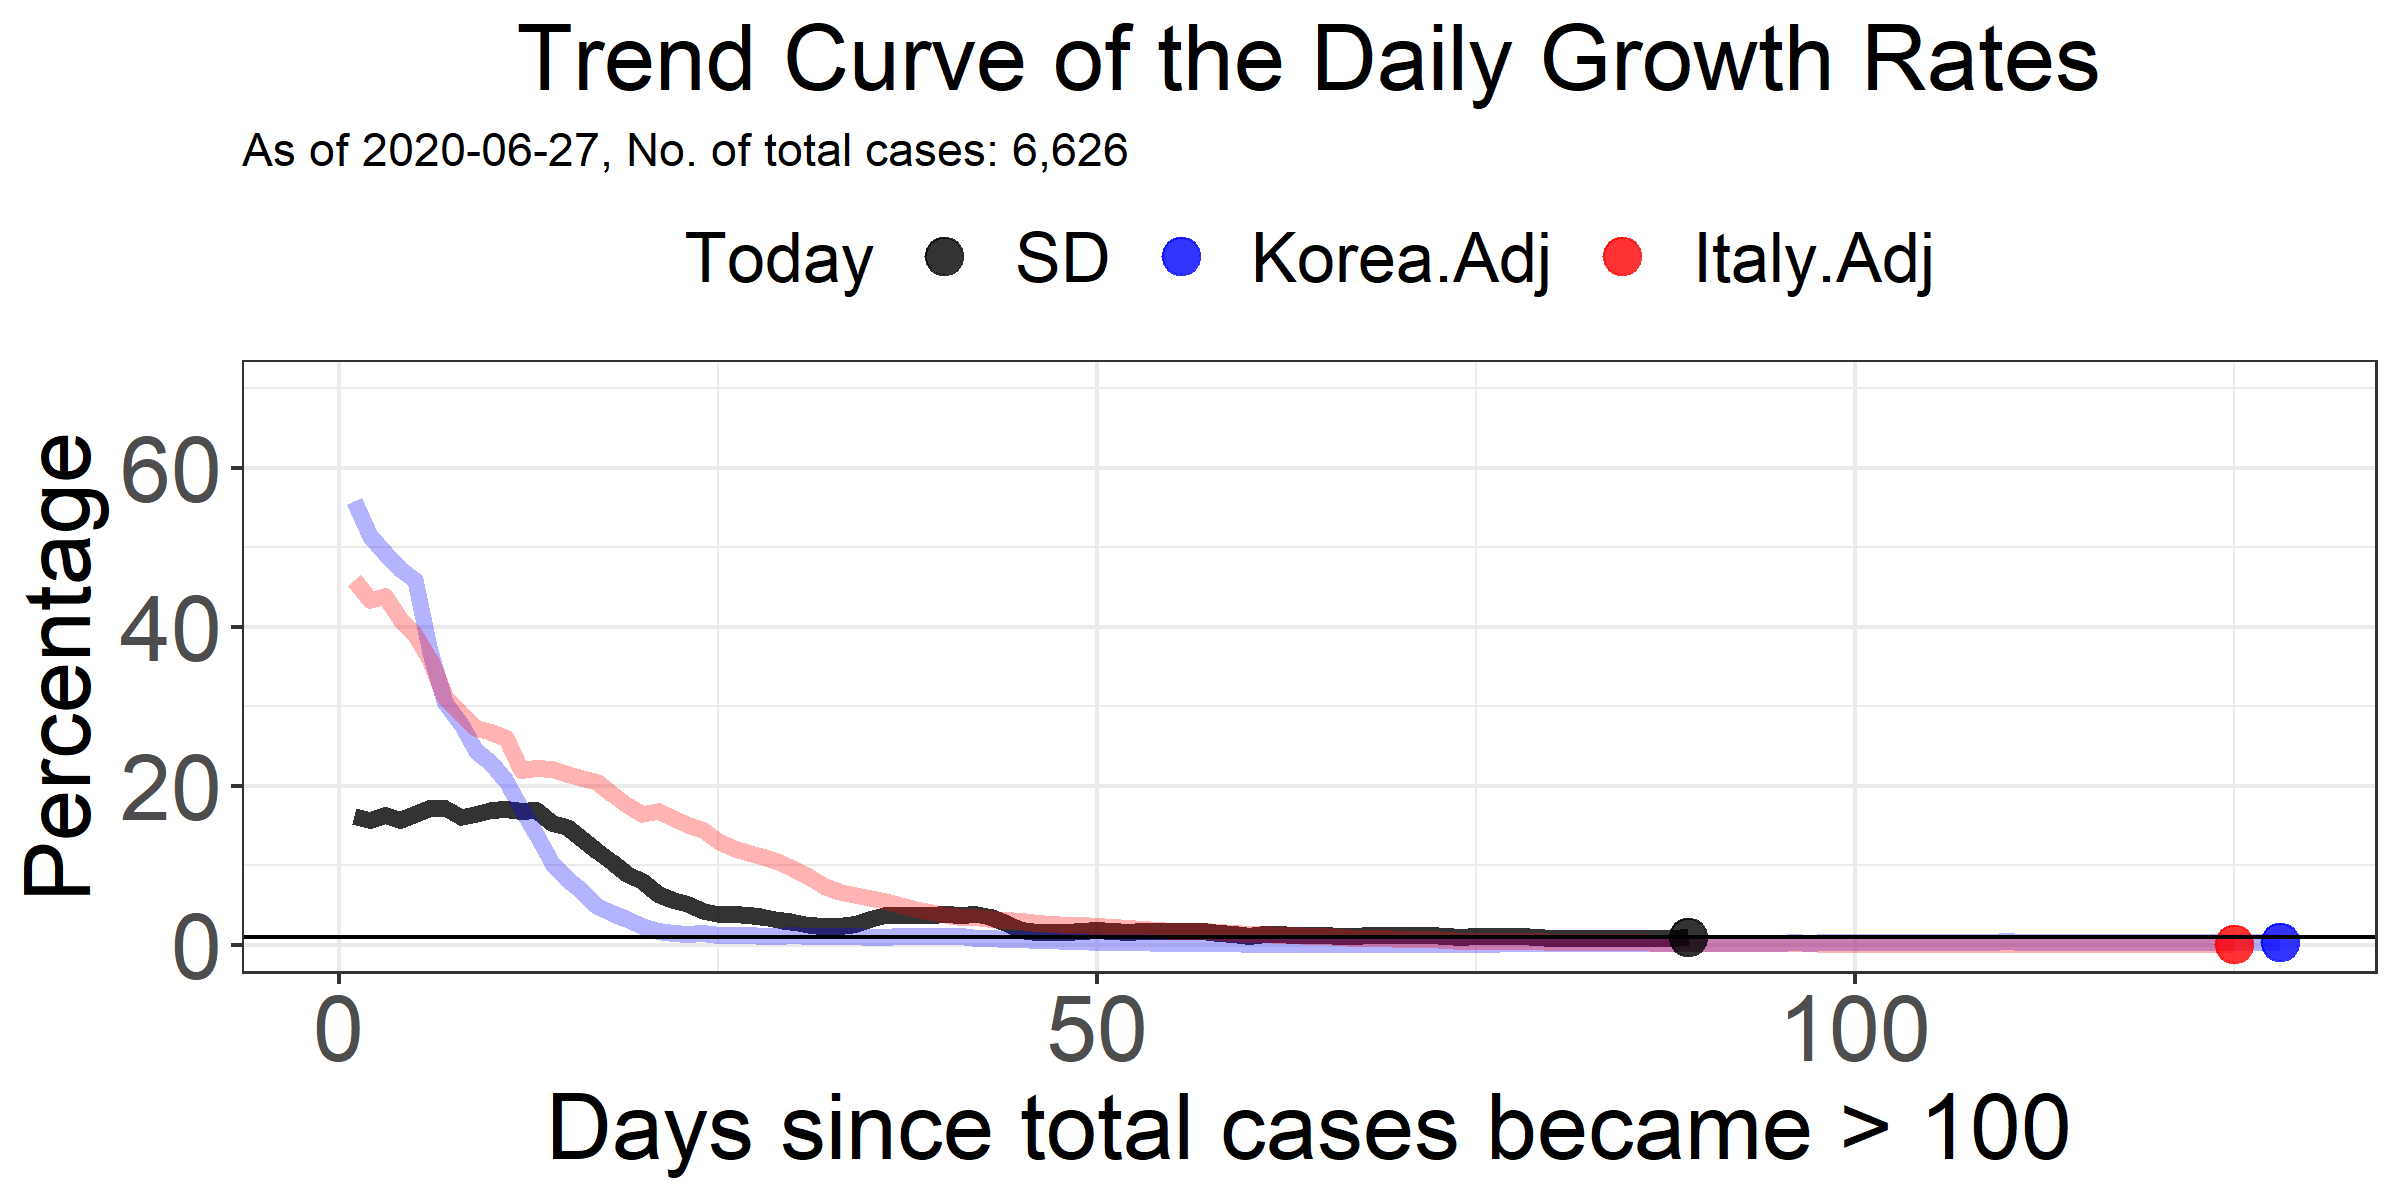 Trend Curve of the Daily Growth Rates
As of 2020-06-27, No. of total cases: 6,626
Today SD Korea.Adj Italy.Adj
Percentage
60
40
20
0
0 50 100
Days since total cases became > 100